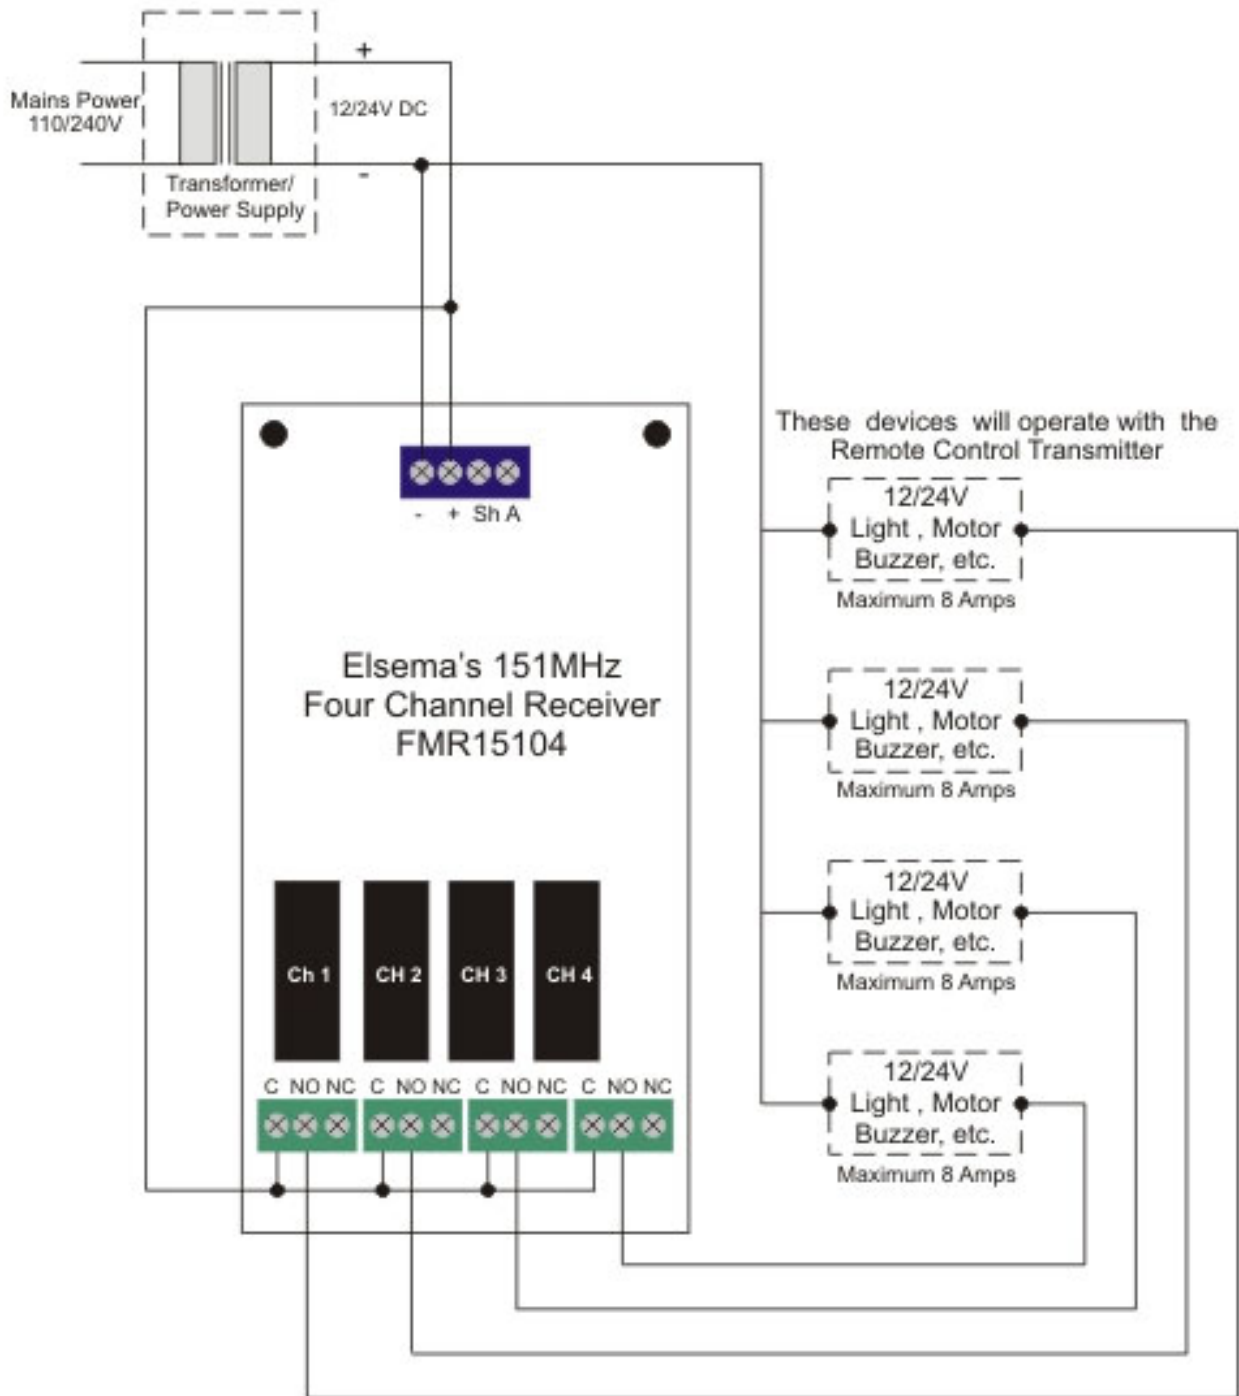 +
Mains Power
110/240V
12/24V DC
-
Transformer/
Power Supply
These devices will operate with the
Remote Control Transmitter
- + Sh A
12/24V
Light , Motor
Buzzer, etc.
Maximum 8 Amps
Elsema's 151MHz
Four Channel Receiver
FMR15104
12/24V
Light , Motor
Buzzer, etc.
Maximum 8 Amps
12/24V
Light , Motor
Buzzer, etc.
Maximum 8 Amps
Ch 1 CH 2 CH 3 CH 4
C NO NC C NO NC C NO NC C NO NC
12/24V
Light , Motor
Buzzer, etc.
Maximum 8 Amps